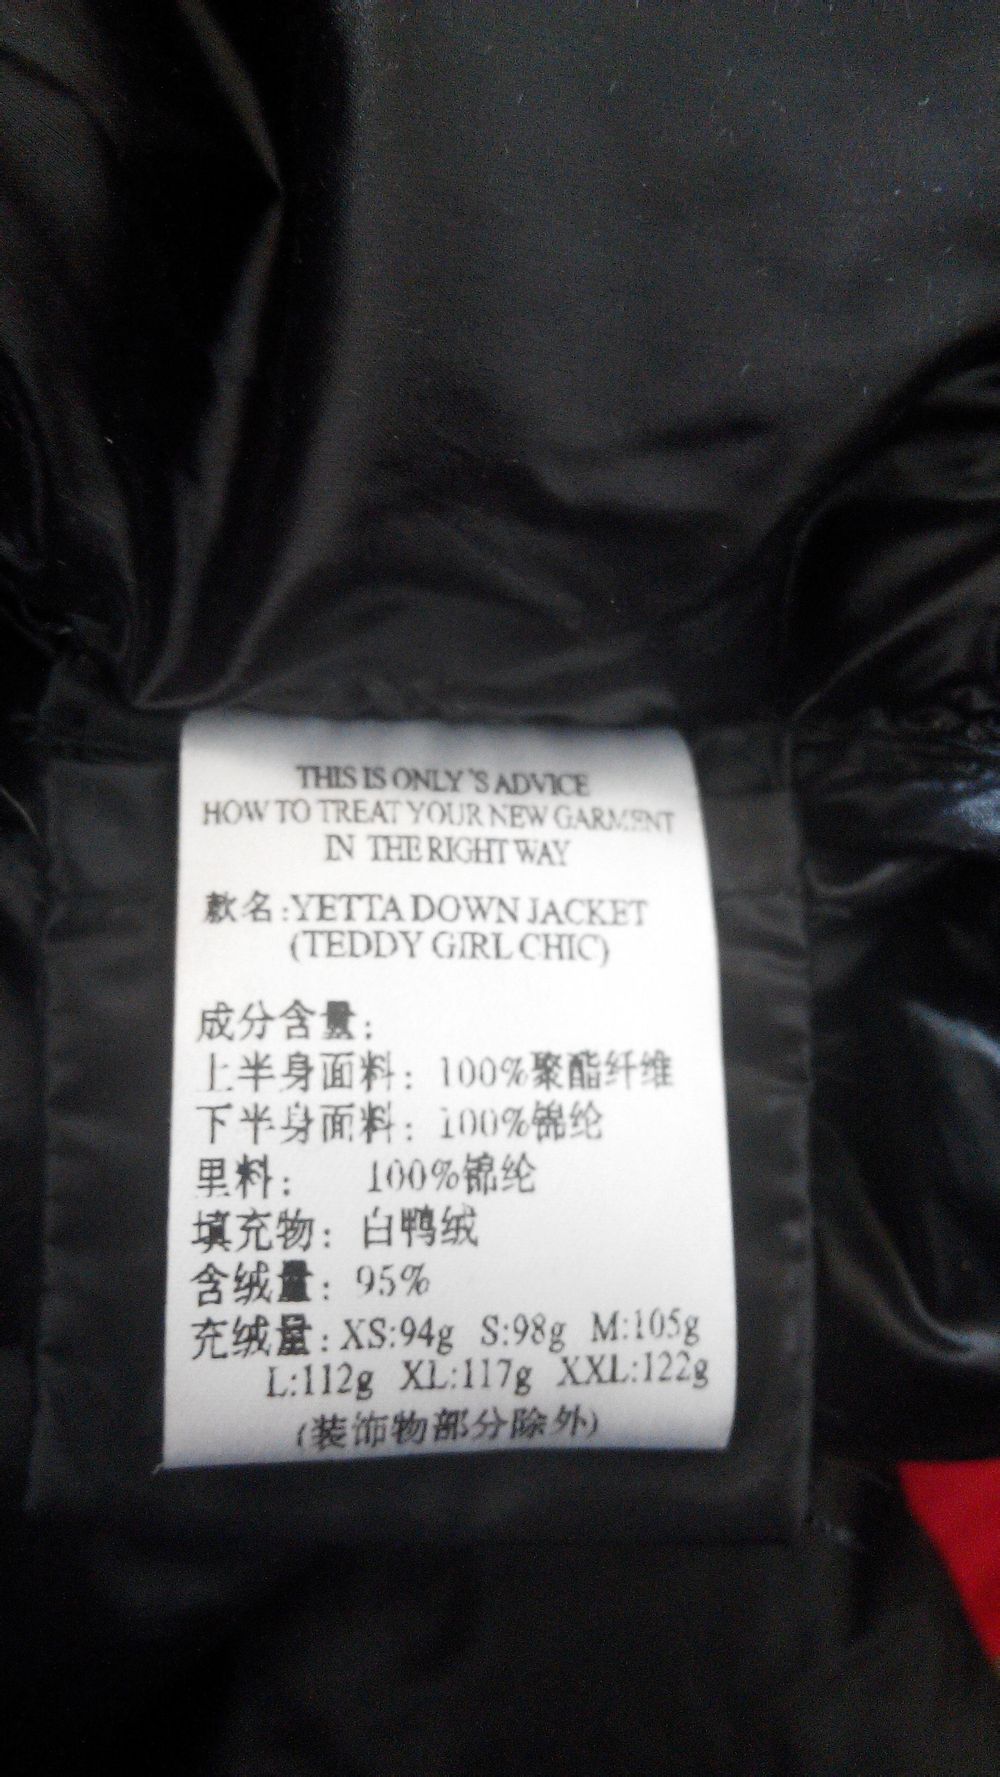 THIS IS ONLY'S ADVICE
HOW TO TREAT YOUR NEW GARMENT
IN THE RIGHT WAY
款名:YETTA DOWN JACKET
(TEDDY GIRL CHIC)
成分含量:
上半身面料: 100%聚酯纤维
下半身面料: 100%锦纶
里料: 100%锦纶
填充物: 白鸭绒
含绒量: 95%
充绒量: XS:94g S:98g M:105g
L:112g XL:117g XXL:122g
(装饰物部分除外)